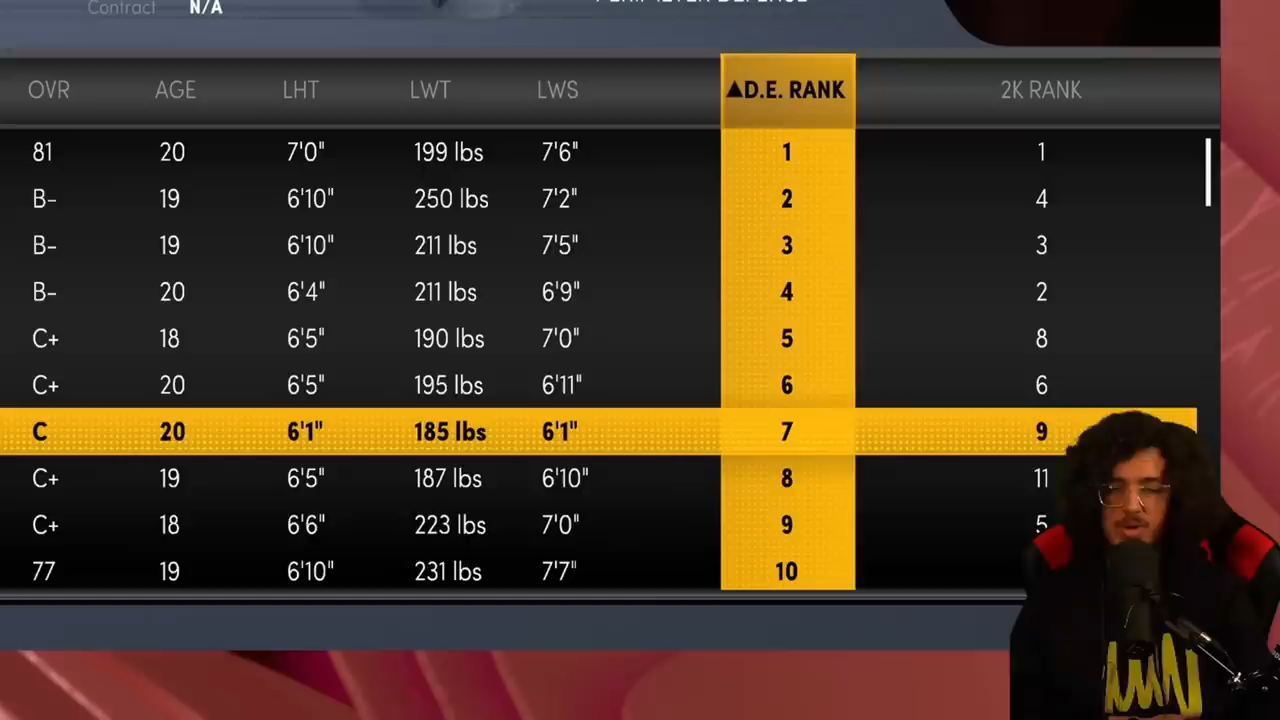 Contract N/A
PERIMETER DEFENSE
OVR AGE LHT LWT LWS ▲D.E. RANK 2K RANK
81 20 7'0" 199 lbs 7'6" 1 1
B- 19 6'10" 250 lbs 7'2" 2 4
B- 19 6'10" 211 lbs 7'5" 3 3
B- 20 6'4" 211 lbs 6'9" 4 2
C+ 18 6'5" 190 lbs 7'0" 5 8
C+ 20 6'5" 195 lbs 6'11" 6 6
C 20 6'1" 185 lbs 6'1" 7 9
C+ 19 6'5" 187 lbs 6'10" 8 11
C+ 18 6'6" 223 lbs 7'0" 9 5
77 19 6'10" 231 lbs 7'7" 10